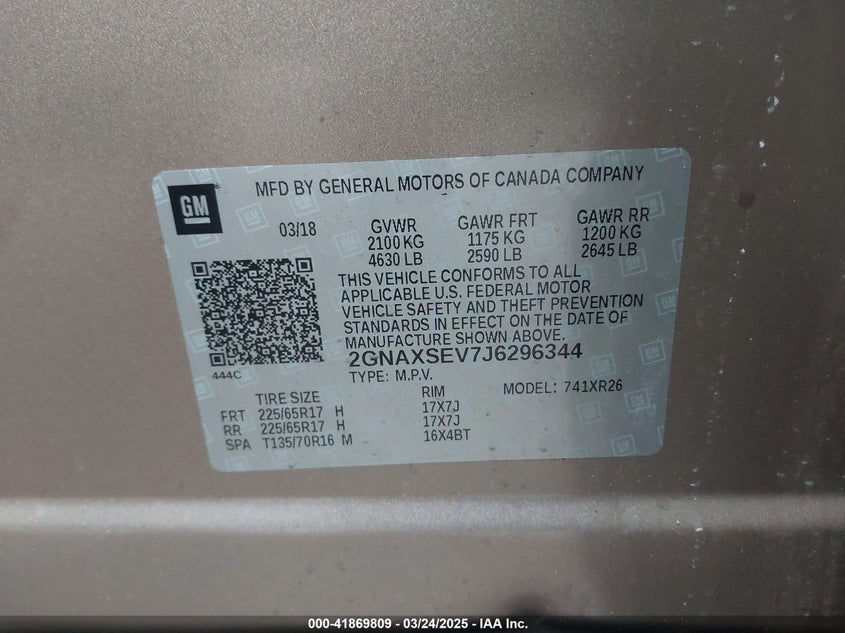 MFD BY GENERAL MOTORS OF CANADA COMPANY
GM
03/18 GVWR GAWR FRT GAWR RR
2100 KG 1175 KG 1200 KG
4630 LB 2590 LB 2645 LB
THIS VEHICLE CONFORMS TO ALL
APPLICABLE U.S. FEDERAL MOTOR
VEHICLE SAFETY AND THEFT PREVENTION
STANDARDS IN EFFECT ON THE DATE OF
MANUFACTURE SHOWN ABOVE.
2GNAXSEV7J6296344
444C
TYPE: M.P.V. MODEL: 741XR26
TIRE SIZE RIM
FRT 225/65R17 H 17X7J
RR 225/65R17 H 17X7J
SPA T135/70R16 M 16X4BT
000-41869809 - 03/24/2025 - IAA Inc.